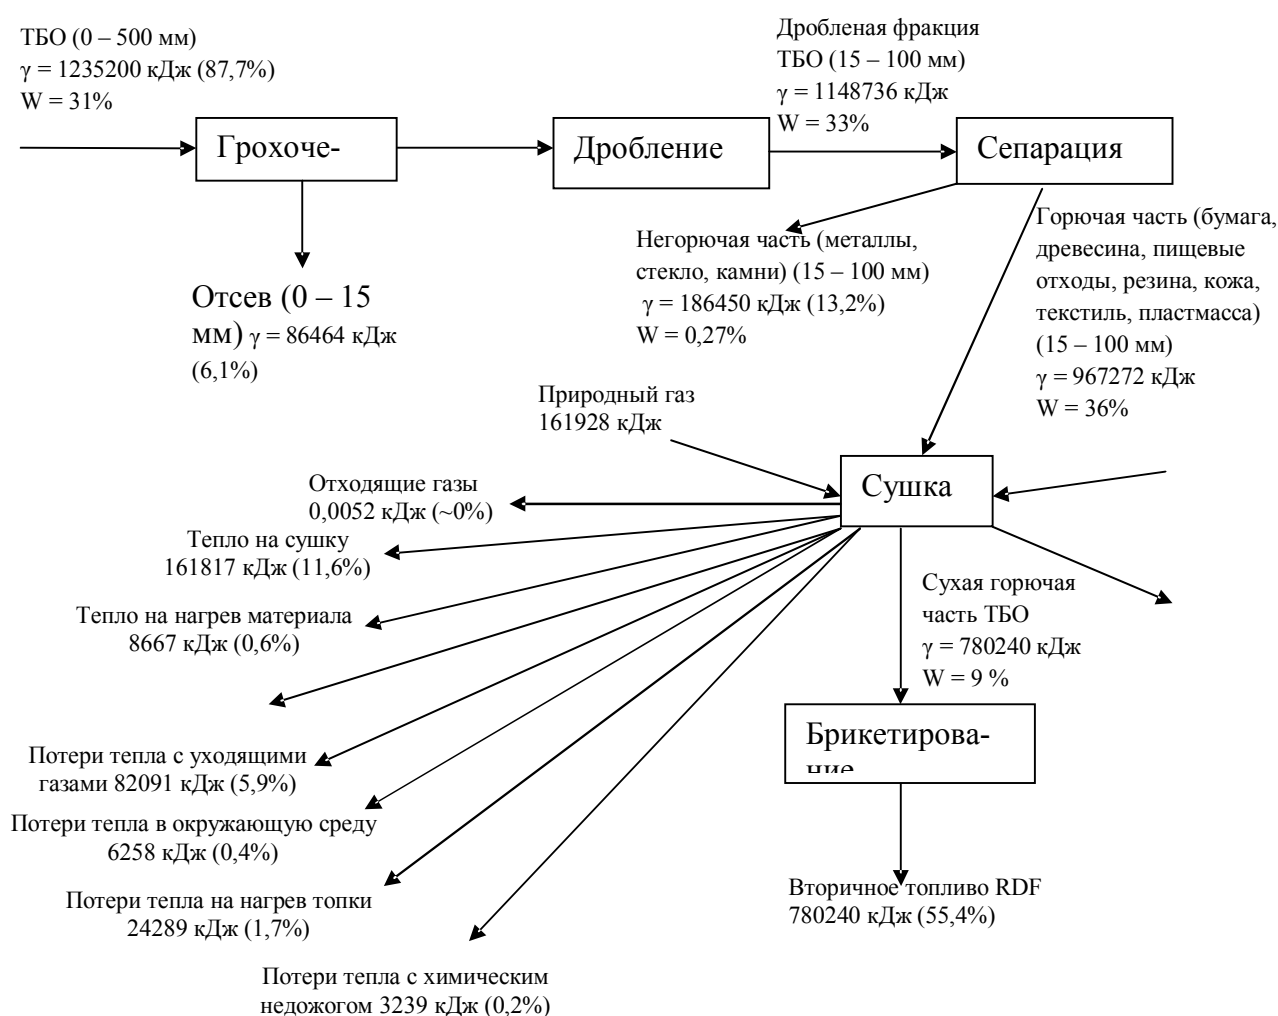 ТБО (0 – 500 мм)
γ = 1235200 кДж (87,7%)
W = 31%
Дробленая фракция
ТБО (15 – 100 мм)
γ = 1148736 кДж
W = 33%
Грохоче-
Дробление
Сепарация
Отсев (0 – 15
мм) γ = 86464 кДж
(6,1%)
Негорючая часть (металлы,
стекло, камни) (15 – 100 мм)
γ = 186450 кДж (13,2%)
W = 0,27%
Горючая часть (бумага,
древесина, пищевые
отходы, резина, кожа,
текстиль, пластмасса)
(15 – 100 мм)
γ = 967272 кДж
W = 36%
Природный газ
161928 кДж
Сушка
Отходящие газы
0,0052 кДж (~0%)
Тепло на сушку
161817 кДж (11,6%)
Тепло на нагрев материала
8667 кДж (0,6%)
Сухая горючая
часть ТБО
γ = 780240 кДж
W = 9 %
Брикетирова-
ние
Потери тепла с уходящими
газами 82091 кДж (5,9%)
Потери тепла в окружающую среду
6258 кДж (0,4%)
Потери тепла на нагрев топки
24289 кДж (1,7%)
Вторичное топливо RDF
780240 кДж (55,4%)
Потери тепла с химическим
недожогом 3239 кДж (0,2%)